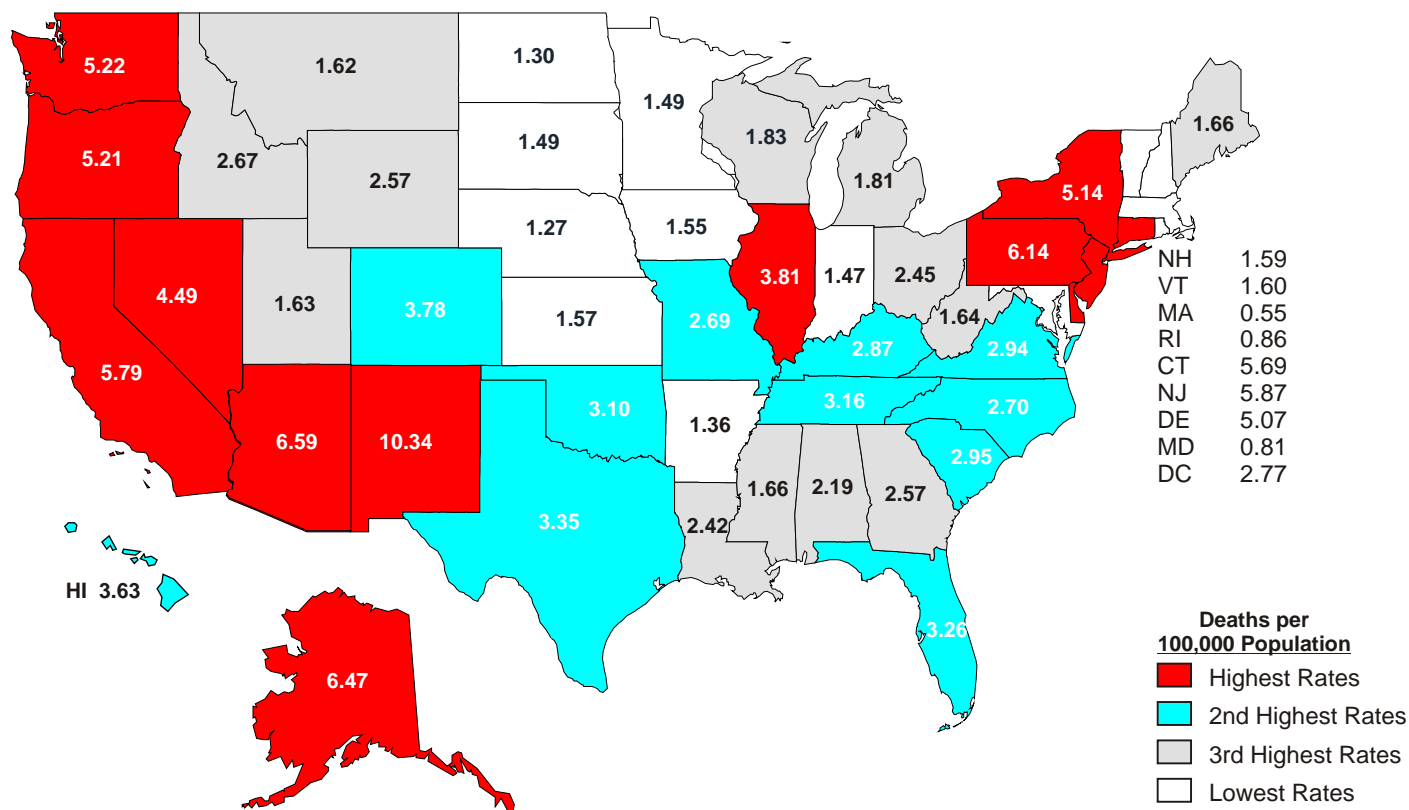 1.30
5.22
1.62
1.49
1.83
1.66
1.49
5.21
2.67
2.57
1.81
5.14
1.27
1.55
6.14
NH 1.59
VT 1.60
MA 0.55
RI 0.86
CT 5.69
NJ 5.87
DE 5.07
MD 0.81
DC 2.77
4.49
1.63
3.78
1.57
2.69
3.81
1.47
2.45
1.64
2.87
2.94
5.79
6.59
10.34
3.10
1.36
3.16
2.70
2.95
3.35
2.42
1.66
2.19
2.57
HI 3.63
3.26
6.47
Deaths per
100,000 Population
Highest Rates
2nd Highest Rates
3rd Highest Rates
Lowest Rates